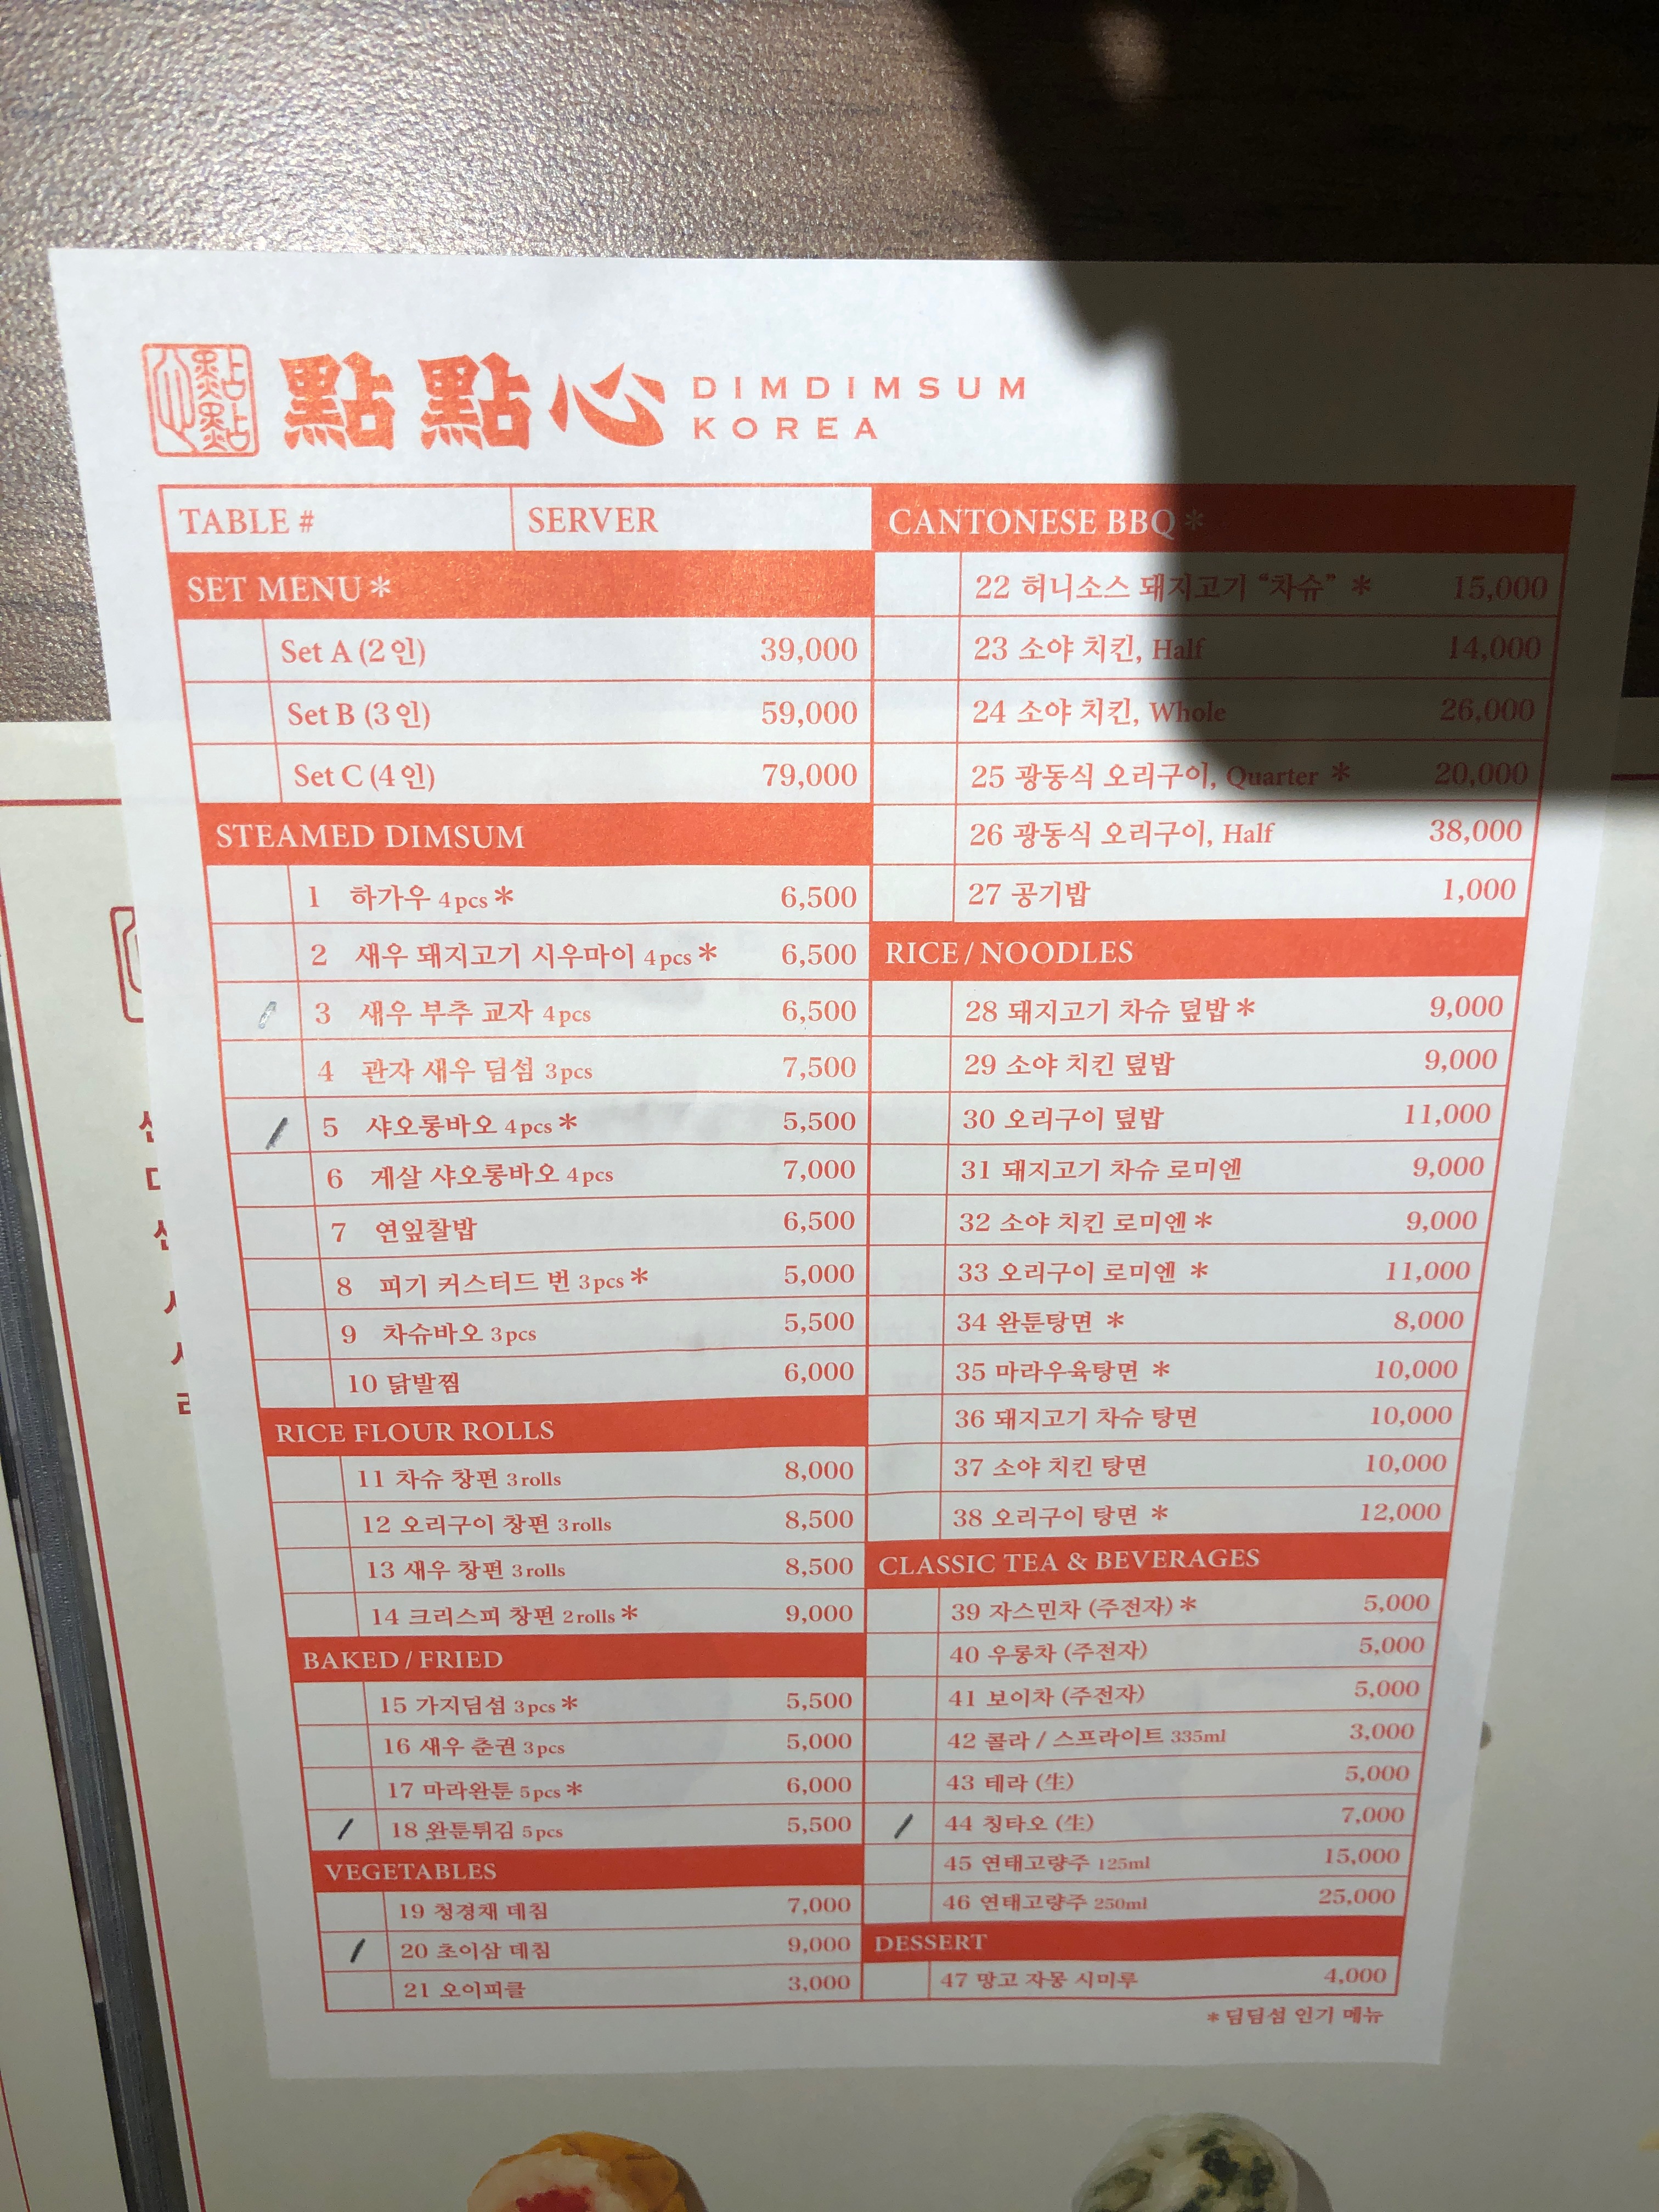 點點心 DIMDIMSUM
KOREA
TABLE #
SERVER
SET MENU *
Set A (2인) 39,000
Set B (3인) 59,000
Set C (4인) 79,000
STEAMED DIMSUM
1 하가우 4pcs * 6,500
2 새우 돼지고기 시우마이 4pcs * 6,500
3 새우 부추 교자 4pcs 6,500
4 관자 새우 딤섬 3pcs 7,500
5 샤오롱바오 4pcs * 5,500
6 게살 샤오롱바오 4pcs 7,000
7 연잎찰밥 6,500
8 피기 커스터드 번 3pcs * 5,000
9 차슈바오 3pcs 5,500
10 닭발찜 6,000
RICE FLOUR ROLLS
11 차슈 창펀 3rolls 8,000
12 오리구이 창펀 3rolls 8,500
13 새우 창펀 3rolls 8,500
14 크리스피 창펀 2rolls * 9,000
BAKED / FRIED
15 가지딤섬 3pcs * 5,500
16 새우 춘권 3pcs 5,000
17 마라완툰 5pcs * 6,000
18 완툰튀김 5pcs 5,500
VEGETABLES
19 청경채 데침 7,000
20 초이삼 데침 9,000
21 오이피클 3,000
CANTONESE BBQ *
22 허니소스 돼지고기 “차슈” * 15,000
23 소야 치킨, Half 14,000
24 소야 치킨, Whole 26,000
25 광동식 오리구이, Quarter * 20,000
26 광동식 오리구이, Half 38,000
27 공기밥 1,000
RICE / NOODLES
28 돼지고기 차슈 덮밥 * 9,000
29 소야 치킨 덮밥 9,000
30 오리구이 덮밥 11,000
31 돼지고기 차슈 로미엔 9,000
32 소야 치킨 로미엔 * 9,000
33 오리구이 로미엔 * 11,000
34 완툰탕면 * 8,000
35 마라우육탕면 * 10,000
36 돼지고기 차슈 탕면 10,000
37 소야 치킨 탕면 10,000
38 오리구이 탕면 * 12,000
CLASSIC TEA & BEVERAGES
39 자스민차 (주전자) * 5,000
40 우롱차 (주전자) 5,000
41 보이차 (주전자) 5,000
42 콜라 / 스프라이트 335ml 3,000
43 테라 (生) 5,000
44 칭타오 (生) 7,000
45 연태고량주 125ml 15,000
46 연태고량주 250ml 25,000
DESSERT
47 망고 자몽 시미루 4,000
* 딤딤섬 인기 메뉴